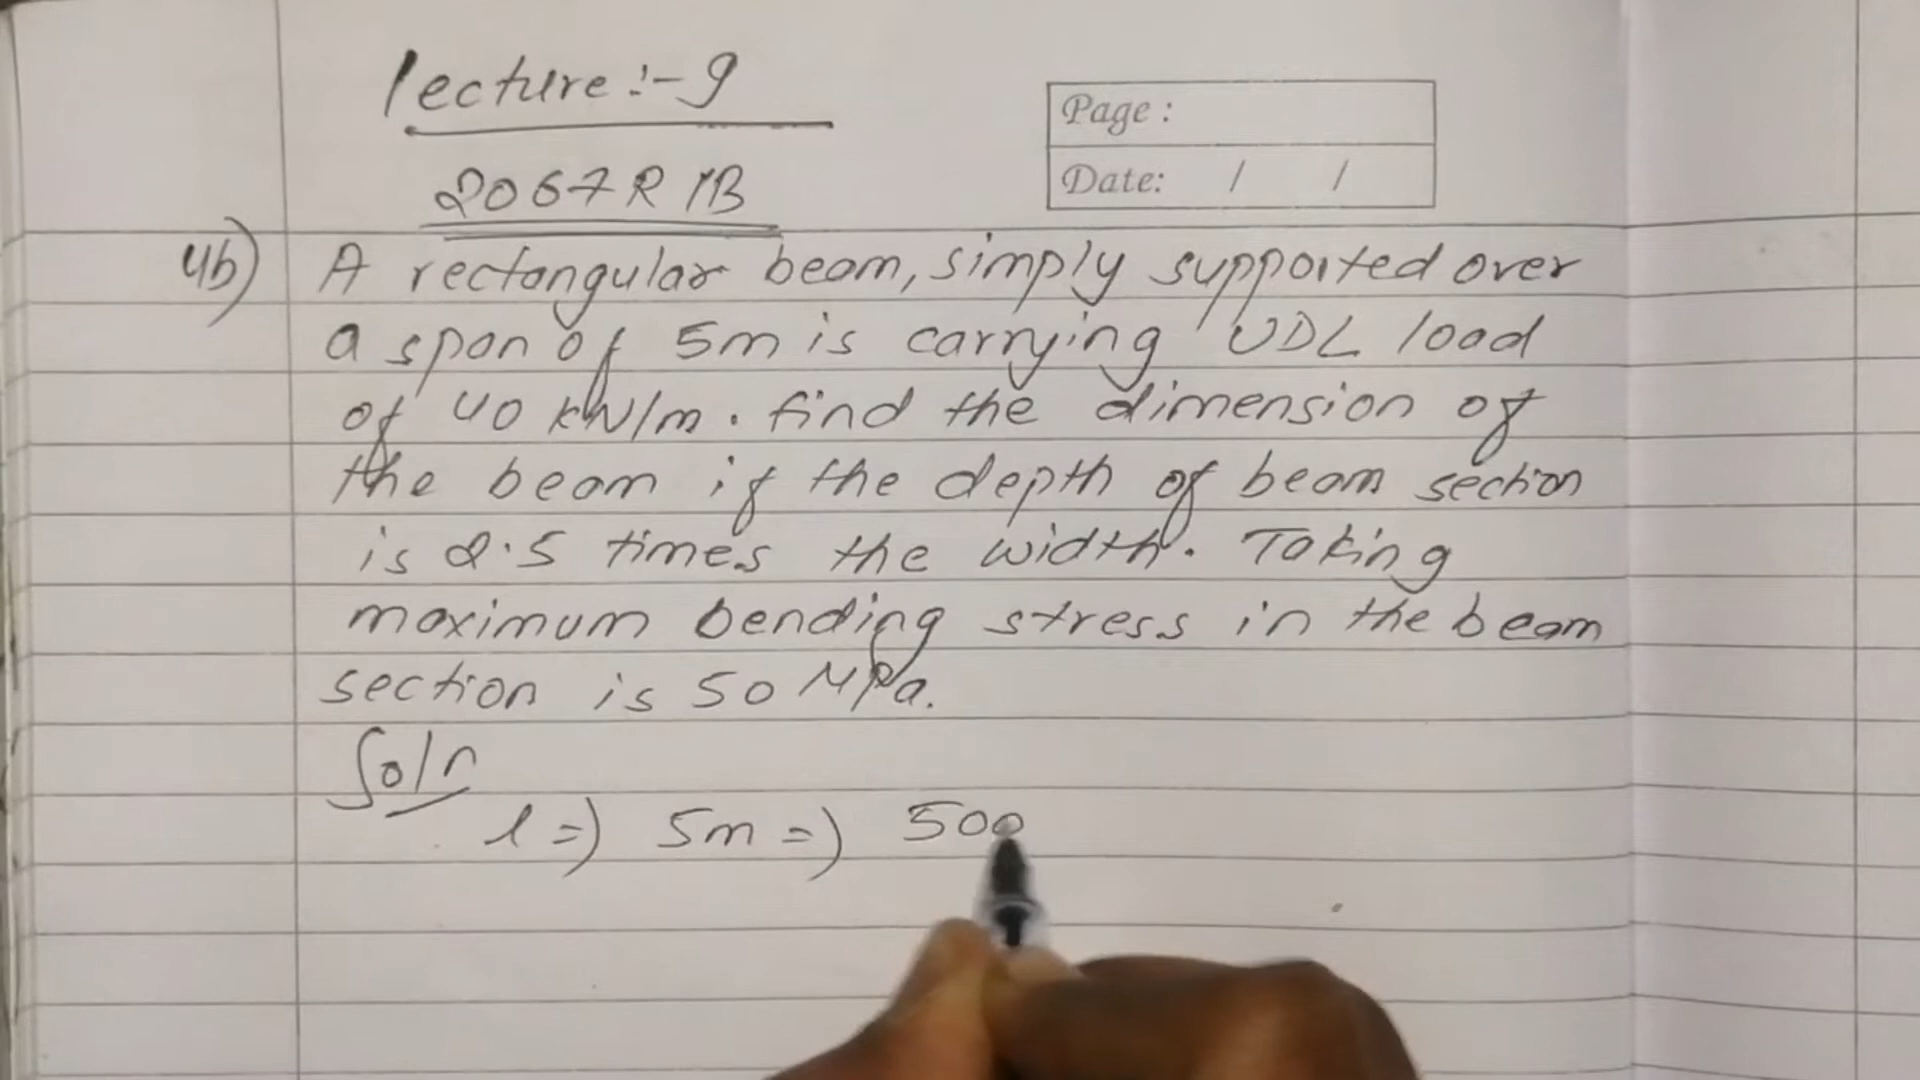 lecture :- 9
Page :
Date: / /
2067 R/B
4b) A rectangular beam, simply supported over
a span of 5m is carrying UDL load
of 40 kN/m. find the dimension of
the beam if the depth of beam section
is 2.5 times the width. Taking
maximum bending stress in the beam
section is 50 MPa.
Soln
l => 5m => 500